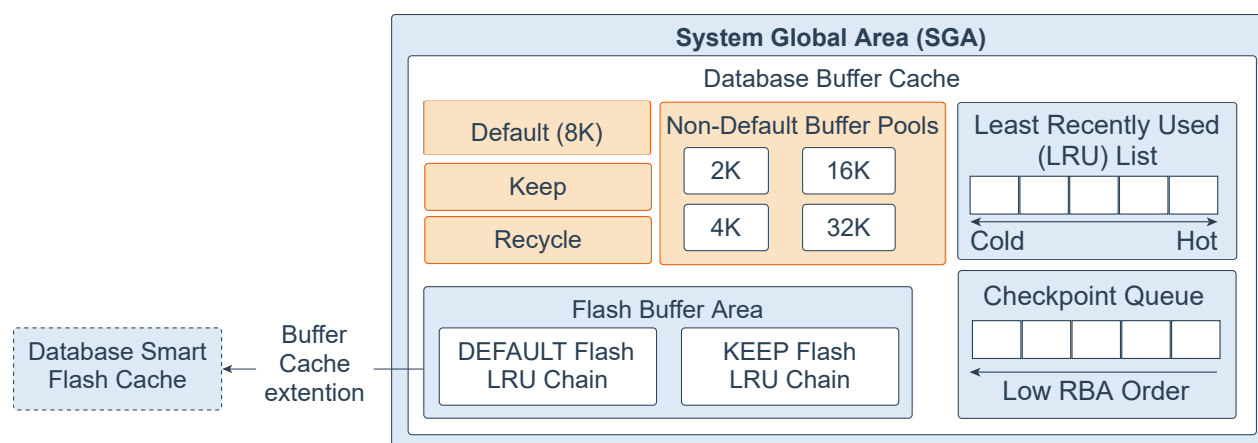 System Global Area (SGA)
Database Buffer Cache
Default (8K)
Keep
Recycle
Non-Default Buffer Pools
2K
16K
4K
32K
Least Recently Used
(LRU) List
Cold
Hot
Flash Buffer Area
DEFAULT Flash
LRU Chain
KEEP Flash
LRU Chain
Checkpoint Queue
Low RBA Order
Buffer
Cache
extention
Database Smart
Flash Cache